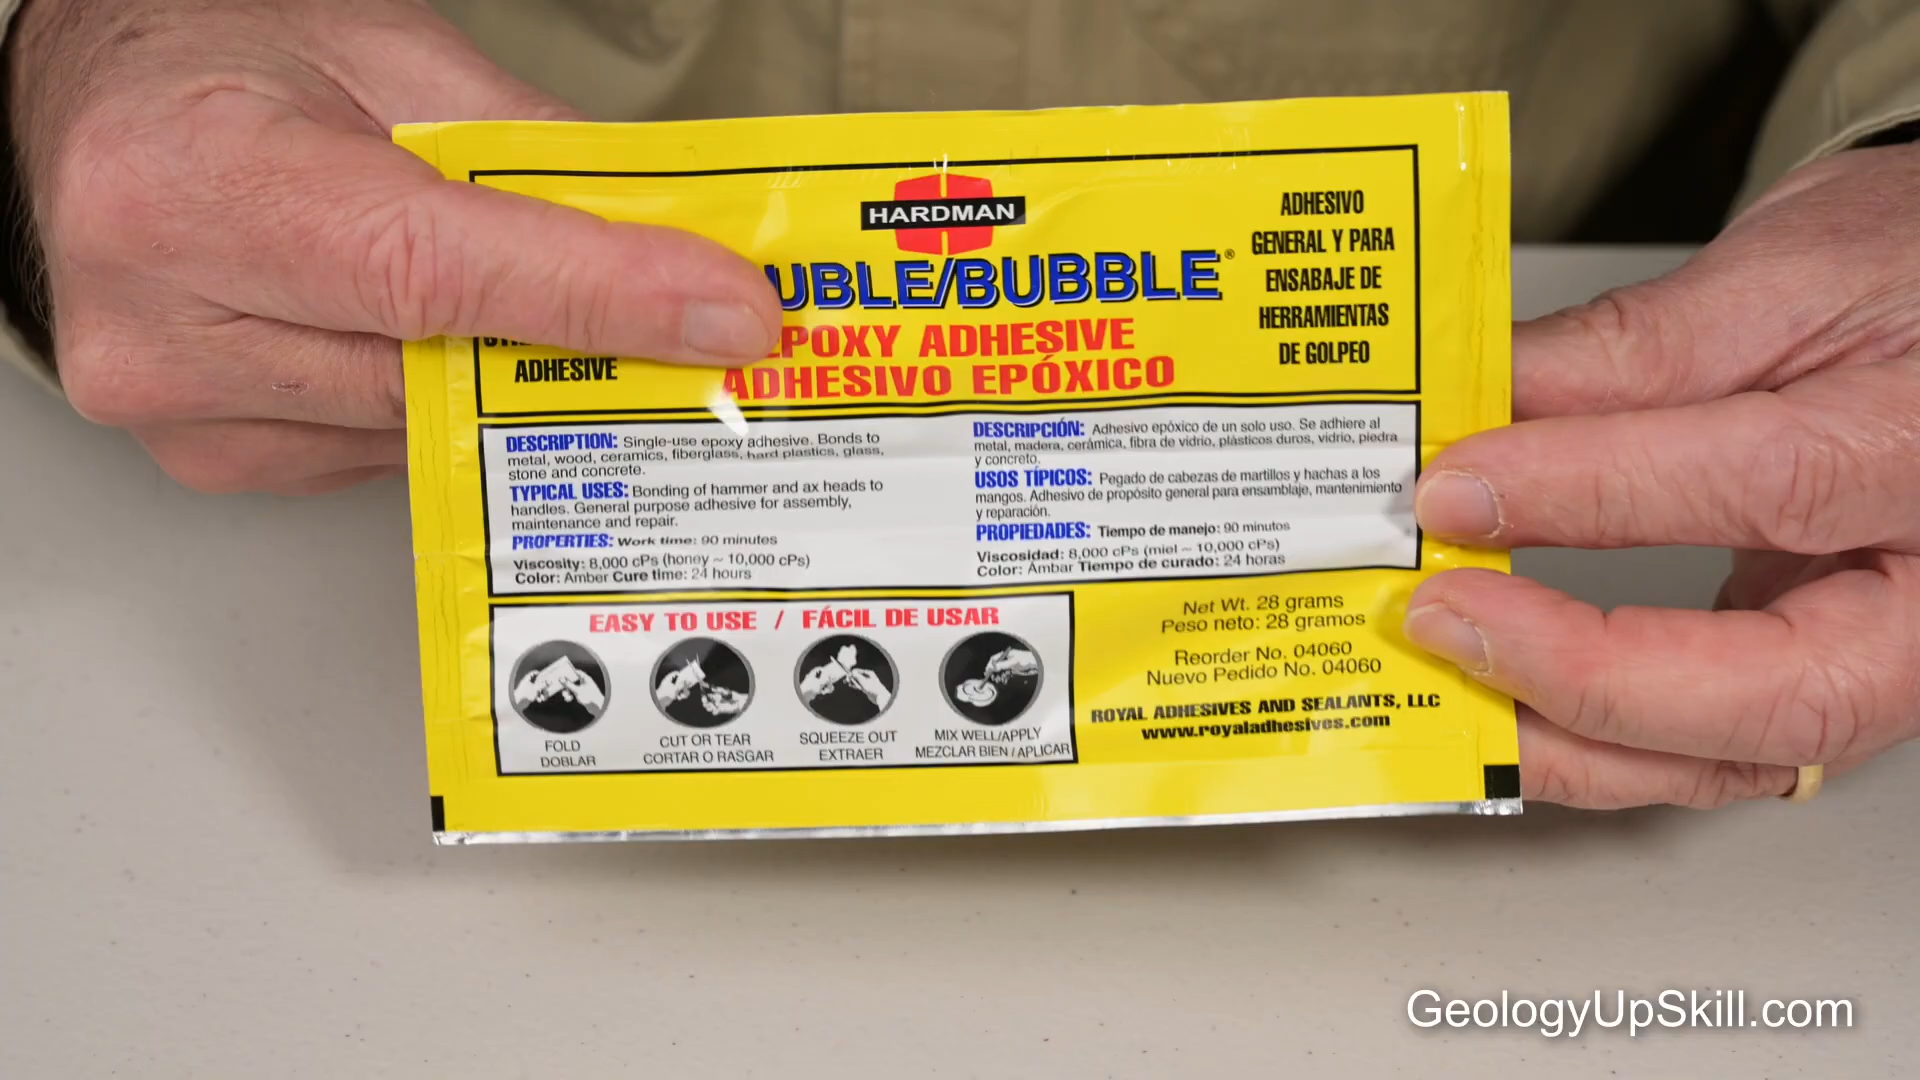 HARDMAN
UBLE/BUBBLE®
EPOXY ADHESIVE
ADHESIVO EPÓXICO
ADHESIVE
ADHESIVO
GENERAL Y PARA
ENSABAJE DE
HERRAMIENTAS
DE GOLPEO
DESCRIPTION: Single-use epoxy adhesive. Bonds to
metal, wood, ceramics, fiberglass, hard plastics, glass,
stone and concrete.
TYPICAL USES: Bonding of hammer and ax heads to
handles. General purpose adhesive for assembly,
maintenance and repair.
PROPERTIES: Work time: 90 minutes
Viscosity: 8,000 cPs (honey ~ 10,000 cPs)
Color: Amber Cure time: 24 hours
DESCRIPCIÓN: Adhesivo epóxico de un solo uso. Se adhiere al
metal, madera, cerámica, fibra de vidrio, plásticos duros, vidrio, piedra
y concreto.
USOS TÍPICOS: Pegado de cabezas de martillos y hachas a los
mangos. Adhesivo de propósito general para ensamblaje, mantenimiento
y reparación.
PROPIEDADES: Tiempo de manejo: 90 minutos
Viscosidad: 8,000 cPs (miel ~ 10,000 cPs)
Color: Ámbar Tiempo de curado: 24 horas
EASY TO USE / FÁCIL DE USAR
FOLD
DOBLAR
CUT OR TEAR
CORTAR O RASGAR
SQUEEZE OUT
EXTRAER
MIX WELL/APPLY
MEZCLAR BIEN / APLICAR
Net Wt. 28 grams
Peso neto: 28 gramos
Reorder No. 04060
Nuevo Pedido No. 04060
ROYAL ADHESIVES AND SEALANTS, LLC
www.royaladhesives.com
GeologyUpSkill.com